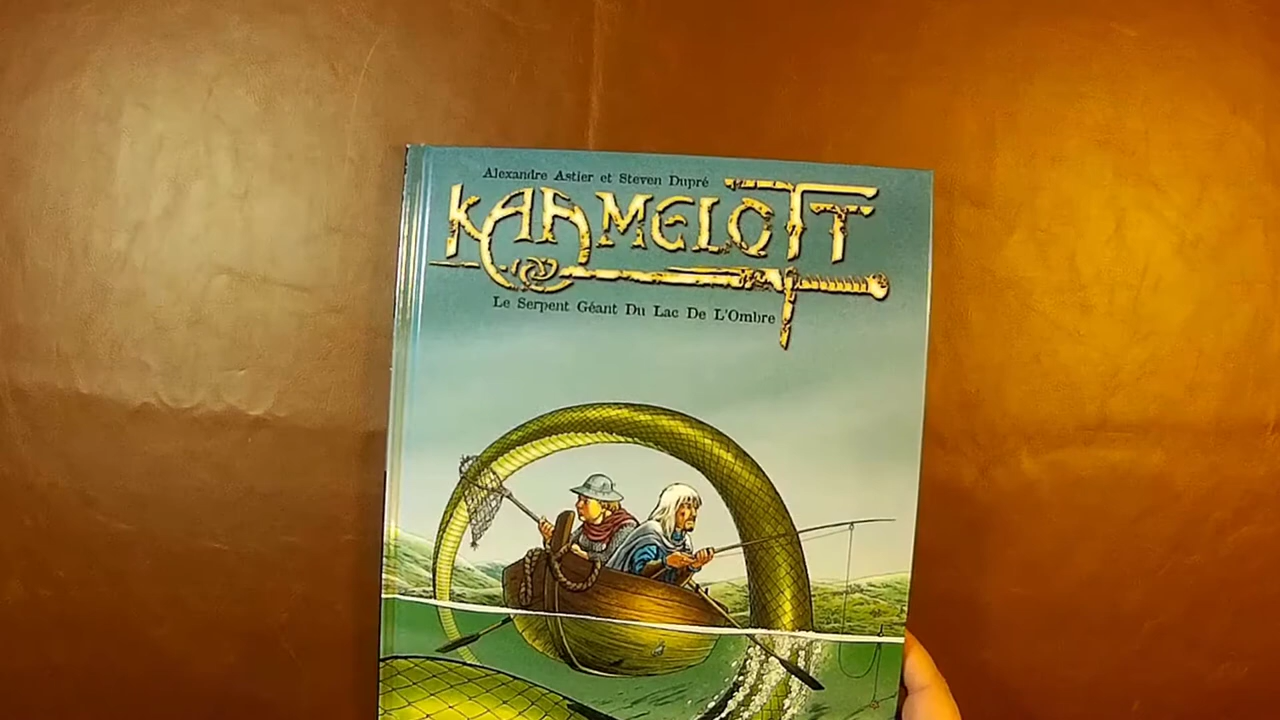 Alexandre Astier et Steven Dupré
KAAMELOTT
Le Serpent Géant Du Lac De L'Ombre